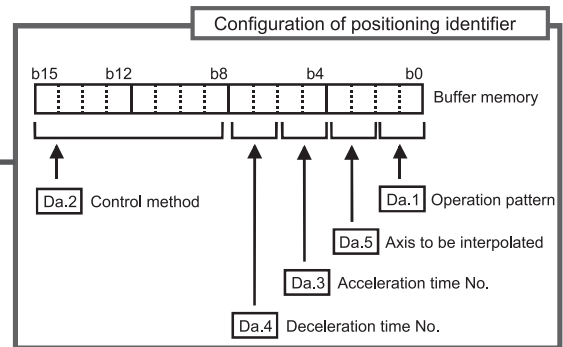 Configuration of positioning identifier
b15 b12 b8 b4 b0
Buffer memory
Da.2 Control method
Da.1 Operation pattern
Da.5 Axis to be interpolated
Da.3 Acceleration time No.
Da.4 Deceleration time No.